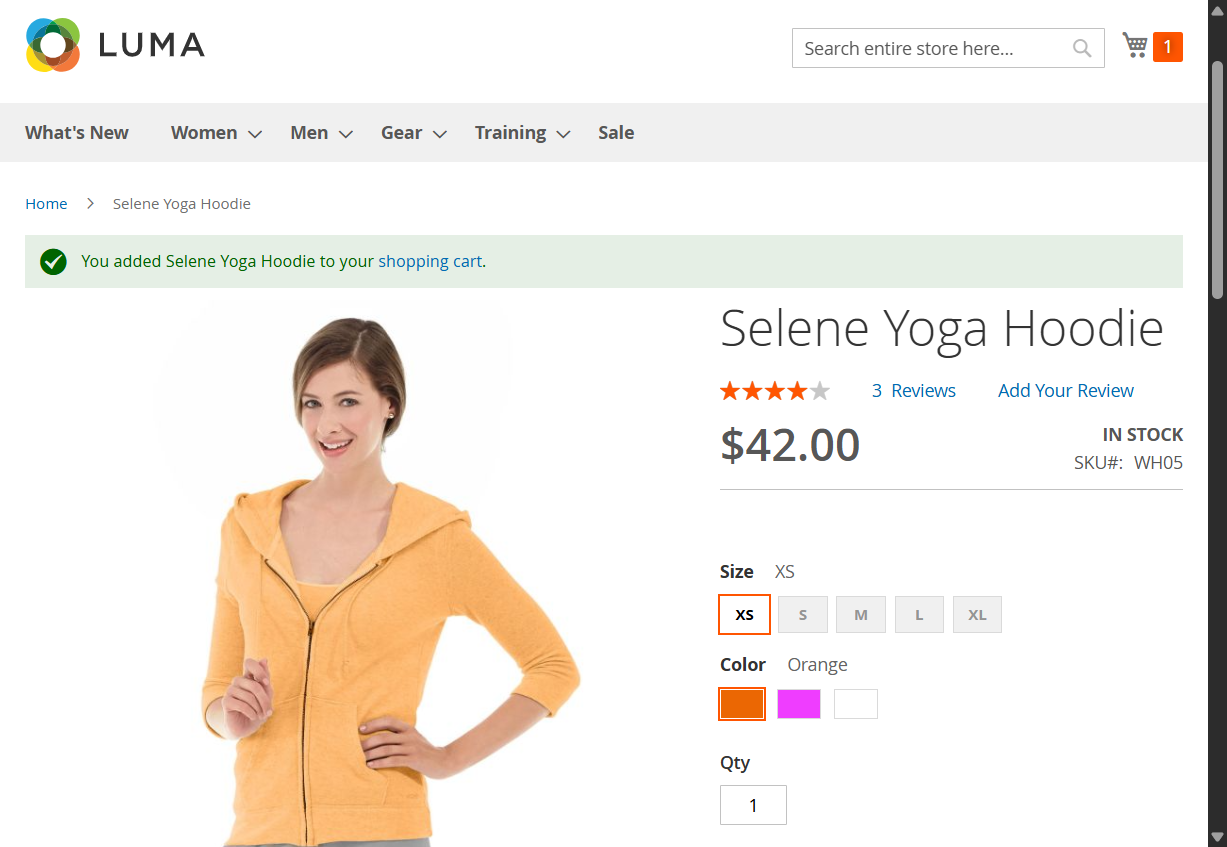 LUMA
Search entire store here...
1
What's New Women Men Gear Training Sale
Home Selene Yoga Hoodie
You added Selene Yoga Hoodie to your shopping cart.
Selene Yoga Hoodie
3 Reviews Add Your Review
$42.00
IN STOCK
SKU#: WH05
Size XS
XS S M L XL
Color Orange
Qty
1